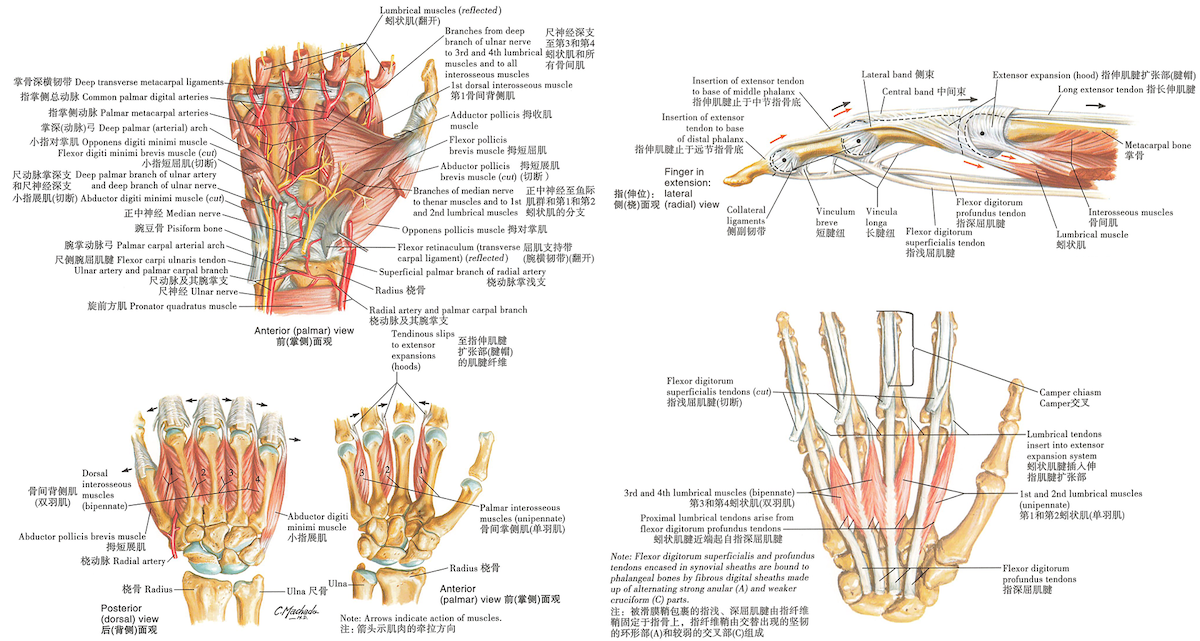 Lumbrical muscles (reflected)
蚓状肌(翻开)
Branches from deep
branch of ulnar nerve
to 3rd and 4th lumbrical
muscles and to all
interosseous muscles
尺神经深支
至第3和第4
蚓状肌和所
有骨间肌
1st dorsal interosseous muscle
第1骨间背侧肌
Adductor pollicis 拇收肌
muscle
Flexor pollicis
brevis muscle 拇短屈肌
Abductor pollicis 拇短展肌
brevis muscle (cut) (切断)
Branches of median nerve
to thenar muscles and to 1st
and 2nd lumbrical muscles
正中神经至鱼际
肌群和第1和第2
蚓状肌的分支
Opponens pollicis muscle 拇对掌肌
Flexor retinaculum (transverse 屈肌支持带
carpal ligament) (reflected) (腕横韧带)(翻开)
Superficial palmar branch of radial artery
桡动脉掌浅支
Radius 桡骨
Radial artery and palmar carpal branch
桡动脉及其腕掌支
掌骨深横韧带 Deep transverse metacarpal ligaments
指掌侧总动脉 Common palmar digital arteries
指掌侧动脉 Palmar metacarpal arteries
掌深(动脉)弓 Deep palmar (arterial) arch
小指对掌肌 Opponens digiti minimi muscle
Flexor digiti minimi brevis muscle (cut)
小指短屈肌(切断)
尺动脉掌深支 Deep palmar branch of ulnar artery
和尺神经深支 and deep branch of ulnar nerve
小指展肌(切断) Abductor digiti minimi muscle (cut)
正中神经 Median nerve
豌豆骨 Pisiform bone
腕掌动脉弓 Palmar carpal arterial arch
尺侧腕屈肌腱 Flexor carpi ulnaris tendon
Ulnar artery and palmar carpal branch
尺动脉及其腕掌支
尺神经 Ulnar nerve
旋前方肌 Pronator quadratus muscle
Anterior (palmar) view
前(掌侧)面观
Insertion of extensor tendon
to base of middle phalanx
指伸肌腱止于中节指骨底
Insertion of extensor
tendon to base
of distal phalanx
指伸肌腱止于远节指骨底
Lateral band 侧束
Central band 中间束
Extensor expansion (hood) 指伸肌腱扩张部(腱帽)
Long extensor tendon 指长伸肌腱
Metacarpal bone
掌骨
Finger in
extension:
lateral
(radial) view
指(伸位):
侧(桡)面观
Collateral
ligaments
侧副韧带
Vinculum
breve
短腱纽
Vincula
longa
长腱纽
Flexor digitorum
superficialis tendon
指浅屈肌腱
Flexor digitorum
profundus tendon
指深屈肌腱
Interosseous muscles
骨间肌
Lumbrical muscle
蚓状肌
Tendinous slips
to extensor
expansions
(hoods)
至指伸肌腱
扩张部(腱帽)
的肌腱纤维
1
2
3
4
Dorsal
interosseous
muscles
(bipennate)
骨间背侧肌
(双羽肌)
Abductor pollicis brevis muscle
拇短展肌
桡动脉 Radial artery
桡骨 Radius
Ulna 尺骨
Abductor digiti
minimi muscle
小指展肌
Posterior
(dorsal) view
后(背侧)面观
C. Machado
M.D.
3
2
1
Palmar interosseous
muscles (unipennate)
骨间掌侧肌(单羽肌)
Radius 桡骨
Ulna
Anterior
(palmar) view 前(掌侧)面观
Note: Arrows indicate action of muscles.
注: 箭头示肌肉的牵拉方向
Flexor digitorum
superficialis tendons (cut)
指浅屈肌腱(切断)
Camper chiasm
Camper交叉
Lumbrical tendons
insert into extensor
expansion system
蚓状肌腱插入伸
指肌腱扩张部
3rd and 4th lumbrical muscles (bipennate)
第3和第4蚓状肌(双羽肌)
1st and 2nd lumbrical muscles
(unipennate)
第1和第2蚓状肌(单羽肌)
Proximal lumbrical tendons arise from
flexor digitorum profundus tendons
蚓状肌腱近端起自指深屈肌腱
Flexor digitorum
profundus tendons
指深屈肌腱
Note: Flexor digitorum superficialis and profundus
tendons encased in synovial sheaths are bound to
phalangeal bones by fibrous digital sheaths made
up of alternating strong anular (A) and weaker
cruciform (C) parts.
注: 被滑膜鞘包裹的指浅、深屈肌腱由指纤维
鞘固定于指骨上，指纤维鞘由交替出现的坚韧
的环形部(A)和较弱的交叉部(C)组成